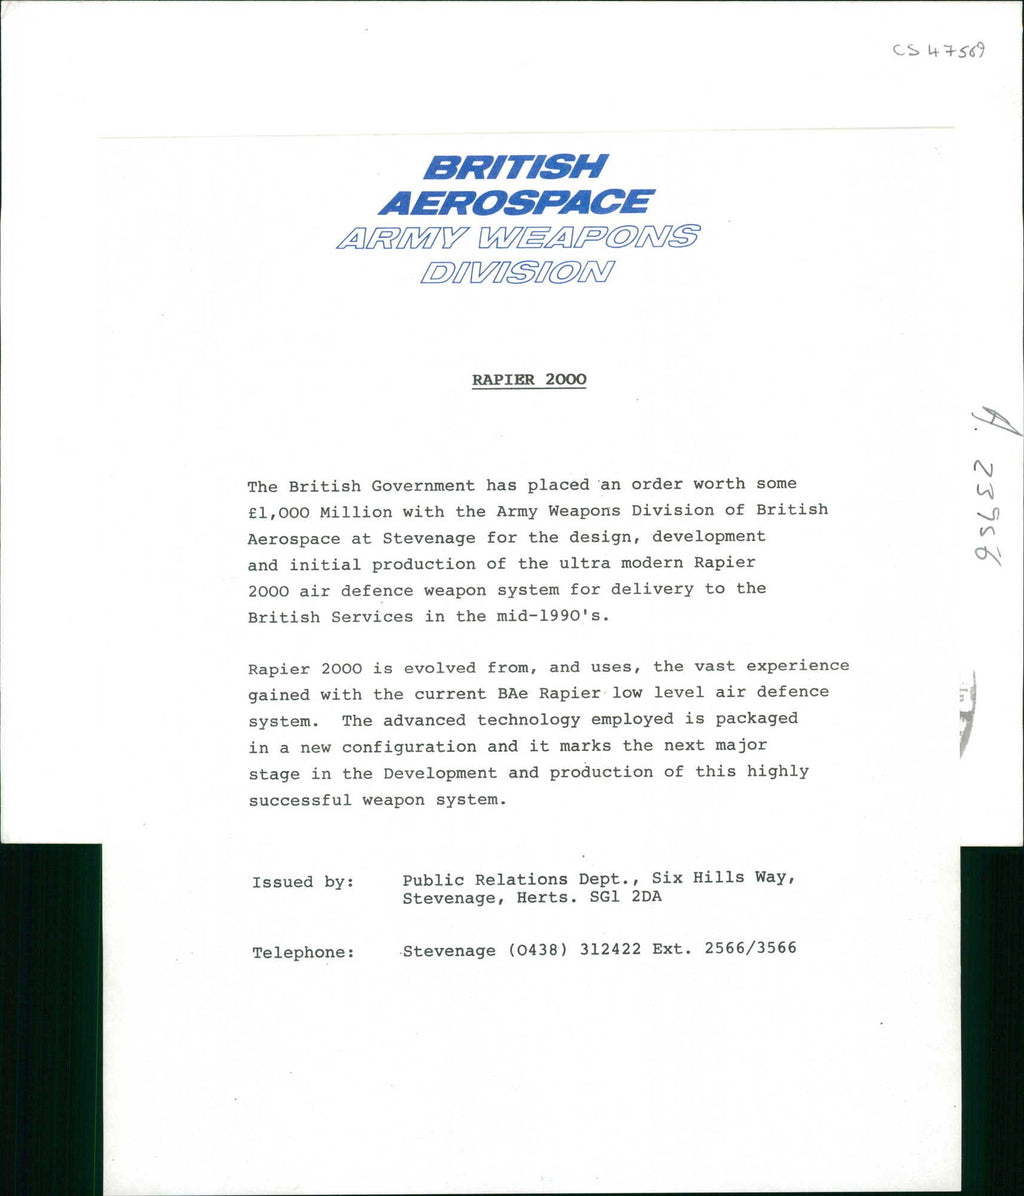 CS 47569
BRITISH
AEROSPACE
ARMY WEAPONS
DIVISION
RAPIER 2000
A. 23956
The British Government has placed an order worth some
£1,000 Million with the Army Weapons Division of British
Aerospace at Stevenage for the design, development
and initial production of the ultra modern Rapier
2000 air defence weapon system for delivery to the
British Services in the mid-1990's.
Rapier 2000 is evolved from, and uses, the vast experience
gained with the current BAe Rapier low level air defence
system. The advanced technology employed is packaged
in a new configuration and it marks the next major
stage in the Development and production of this highly
successful weapon system.
Issued by: Public Relations Dept., Six Hills Way,
Stevenage, Herts. SG1 2DA
Telephone: Stevenage (0438) 312422 Ext. 2566/3566